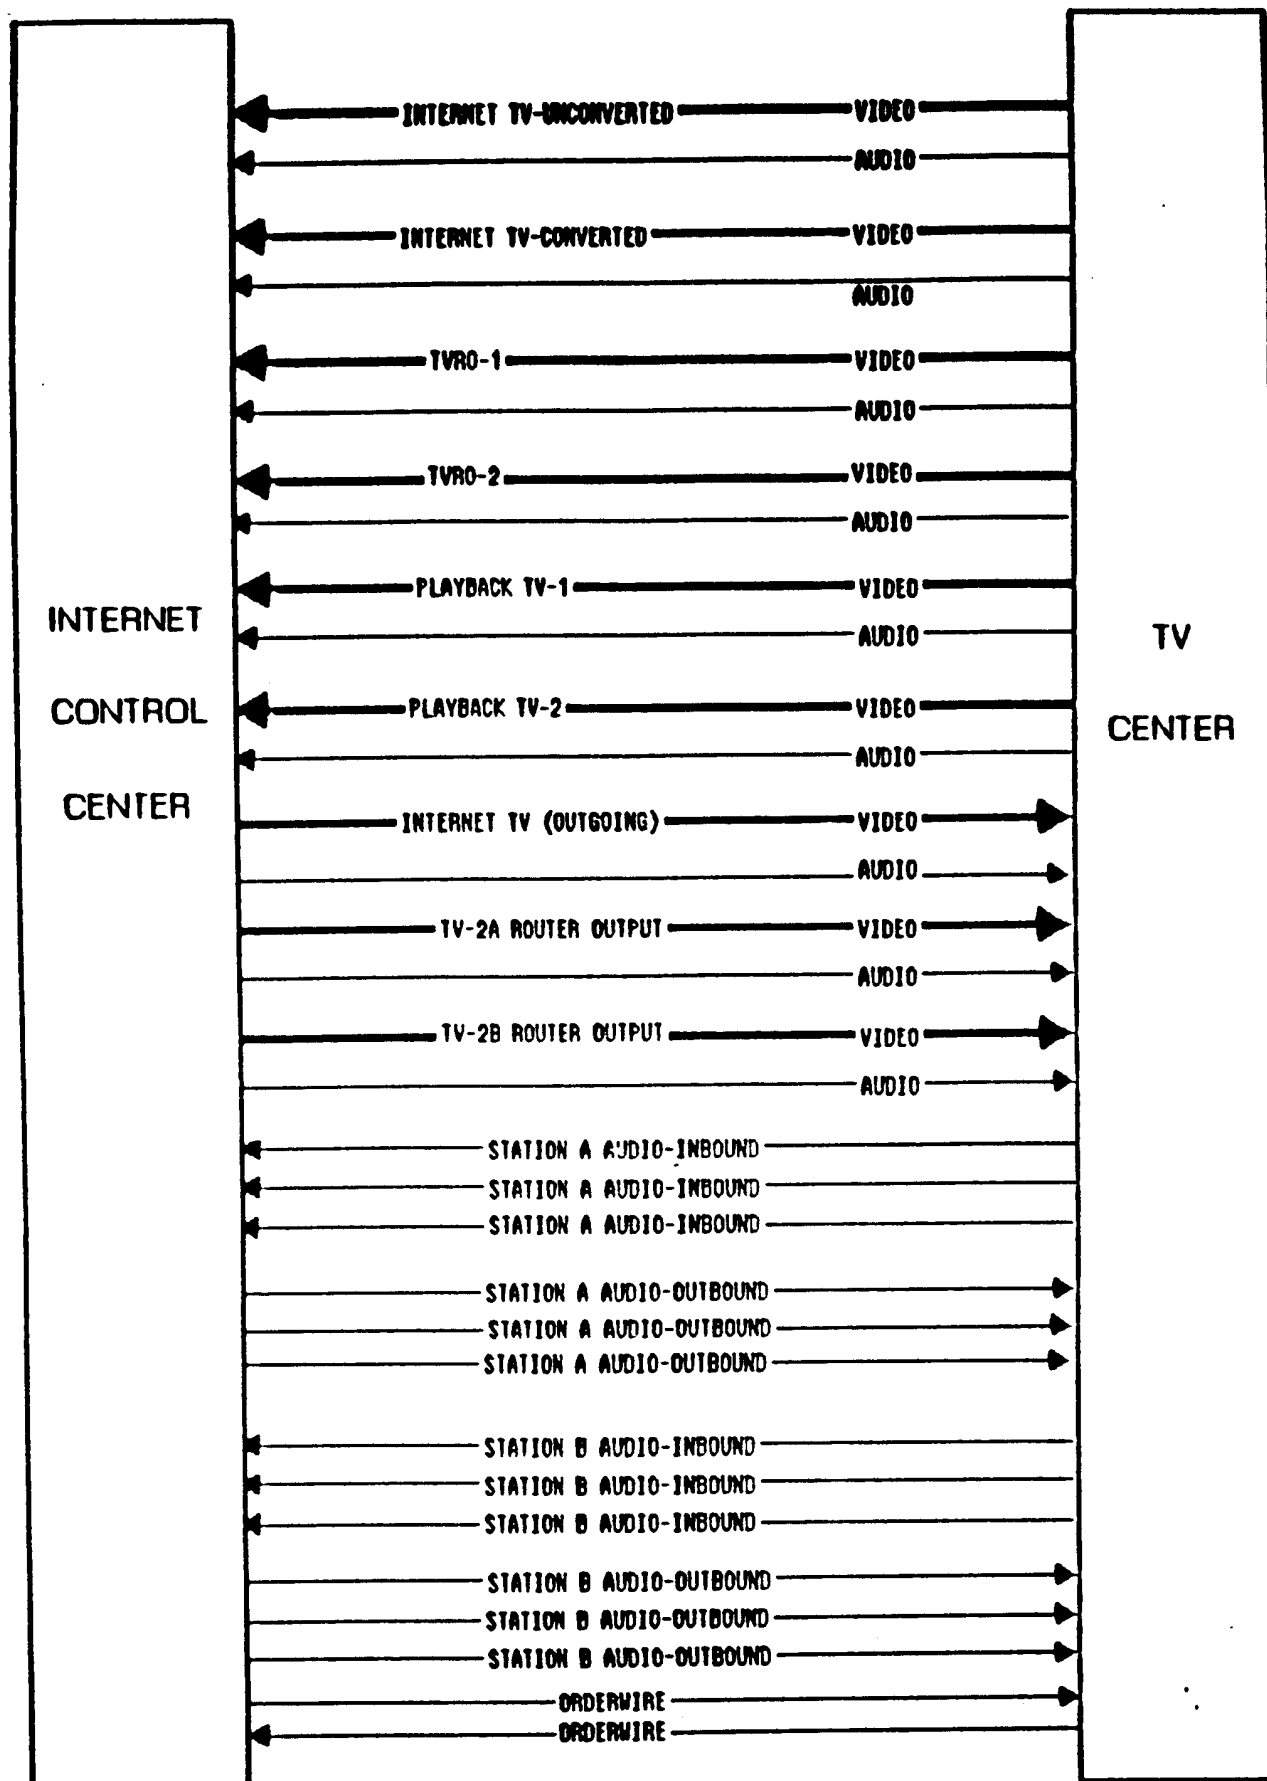 INTERNET TV-UNCONVERTED VIDEO
AUDIO
INTERNET TV-CONVERTED VIDEO
AUDIO
TVRO-1 VIDEO
AUDIO
TVRO-2 VIDEO
AUDIO
PLAYBACK TV-1 VIDEO
AUDIO
PLAYBACK TV-2 VIDEO
AUDIO
INTERNET
CONTROL
CENTER
TV
CENTER
INTERNET TV (OUTGOING) VIDEO
AUDIO
TV-2A ROUTER OUTPUT VIDEO
AUDIO
TV-2B ROUTER OUTPUT VIDEO
AUDIO
STATION A AUDIO-INBOUND
STATION A AUDIO-INBOUND
STATION A AUDIO-INBOUND
STATION A AUDIO-OUTBOUND
STATION A AUDIO-OUTBOUND
STATION A AUDIO-OUTBOUND
STATION B AUDIO-INBOUND
STATION B AUDIO-INBOUND
STATION B AUDIO-INBOUND
STATION B AUDIO-OUTBOUND
STATION B AUDIO-OUTBOUND
STATION B AUDIO-OUTBOUND
ORDERWIRE
ORDERWIRE